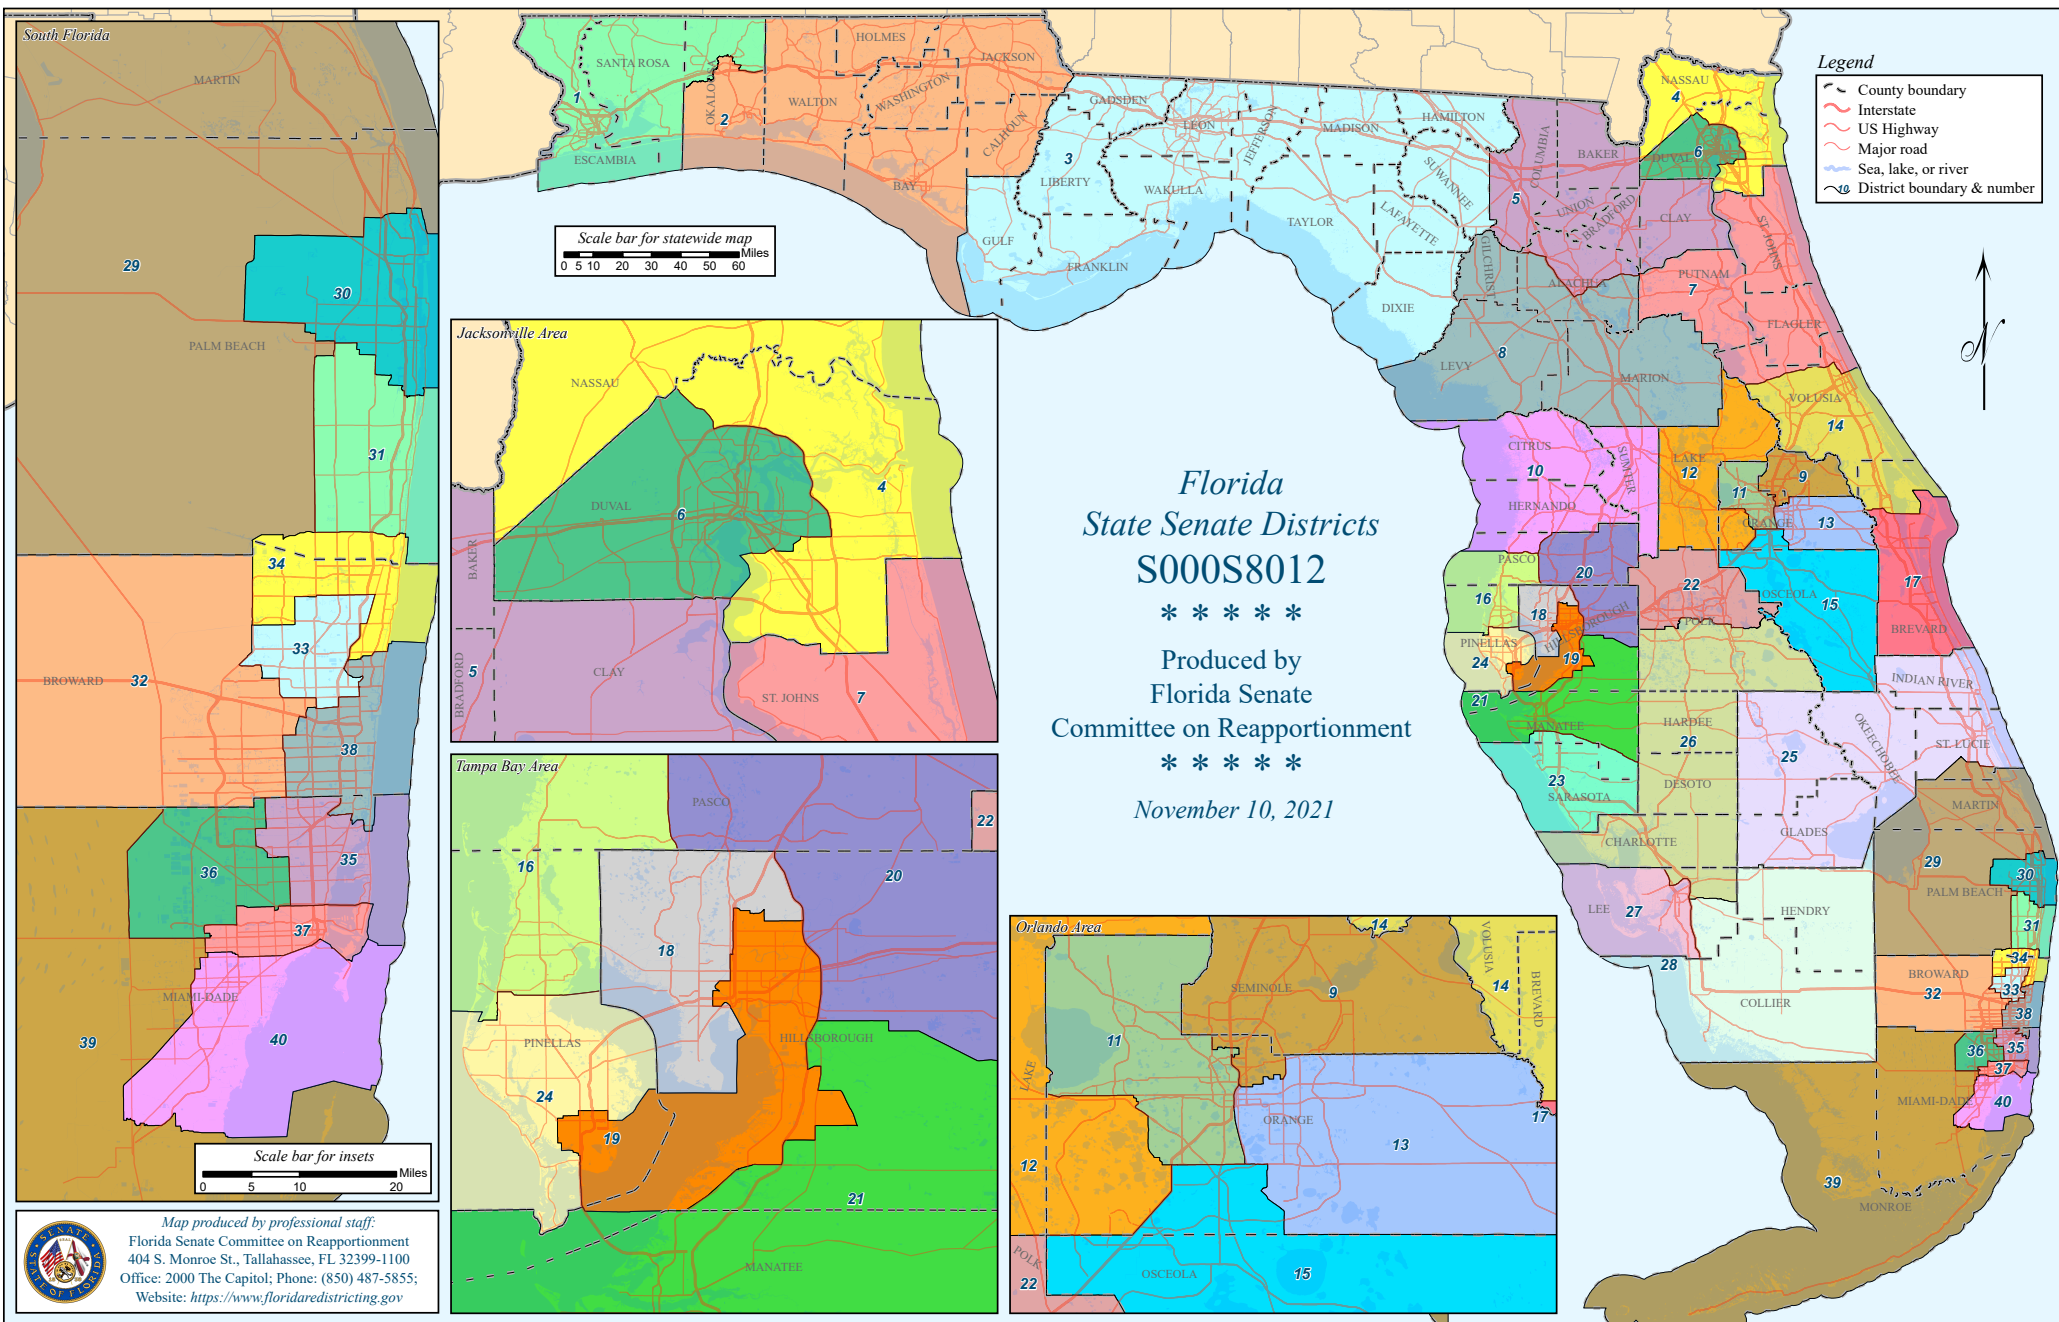 South Florida
MARTIN
29
30
PALM BEACH
31
34
33
BROWARD
32
38
36
35
37
MIAMI-DADE
39
40
Scale bar for insets
Miles
0 5 10 20
Map produced by professional staff:
Florida Senate Committee on Reapportionment
404 S. Monroe St., Tallahassee, FL 32399-1100
Office: 2000 The Capitol; Phone: (850) 487-5855;
Website: https://www.floridaredistricting.gov
SENATE
STATE OF FLORIDA
Scale bar for statewide map
Miles
0 5 10 20 30 40 50 60
Jacksonville Area
NASSAU
4
DUVAL
6
BAKER
BRADFORD
5
CLAY
ST. JOHNS
7
Tampa Bay Area
PASCO
22
16
20
18
PINELLAS
HILLSBOROUGH
24
19
21
MANATEE
Orlando Area
14
VOLUSIA
SEMINOLE
9
14
BREVARD
11
LAKE
ORANGE
17
13
12
POLK
22
OSCEOLA
15
Florida
State Senate Districts
S000S8012
* * * * *
Produced by
Florida Senate
Committee on Reapportionment
* * * * *
November 10, 2021
Legend
County boundary
Interstate
US Highway
Major road
Sea, lake, or river
10 District boundary & number
N
SANTA ROSA
1
ESCAMBIA
OKALOOSA
2
WALTON
HOLMES
WASHINGTON
JACKSON
CALHOUN
BAY
GULF
GADSDEN
3
LIBERTY
LEON
WAKULLA
FRANKLIN
JEFFERSON
MADISON
TAYLOR
HAMILTON
SUWANNEE
LAFAYETTE
DIXIE
COLUMBIA
BAKER
5
UNION
BRADFORD
CLAY
NASSAU
4
DUVAL
6
ST. JOHNS
GILCHRIST
ALACHUA
PUTNAM
7
FLAGLER
8
LEVY
MARION
VOLUSIA
14
CITRUS
10
SUMTER
HERNANDO
LAKE
12
11
9
ORANGE
13
PASCO
20
16
18
HILLSBOROUGH
PINELLAS
24
19
22
POLK
OSCEOLA
15
17
BREVARD
21
MANATEE
HARDEE
26
INDIAN RIVER
OKEECHOBEE
25
ST. LUCIE
23
SARASOTA
DESOTO
MARTIN
CHARLOTTE
GLADES
29
30
PALM BEACH
LEE
27
HENDRY
31
28
34
BROWARD
32
33
COLLIER
38
36
35
37
MIAMI-DADE
40
39
MONROE